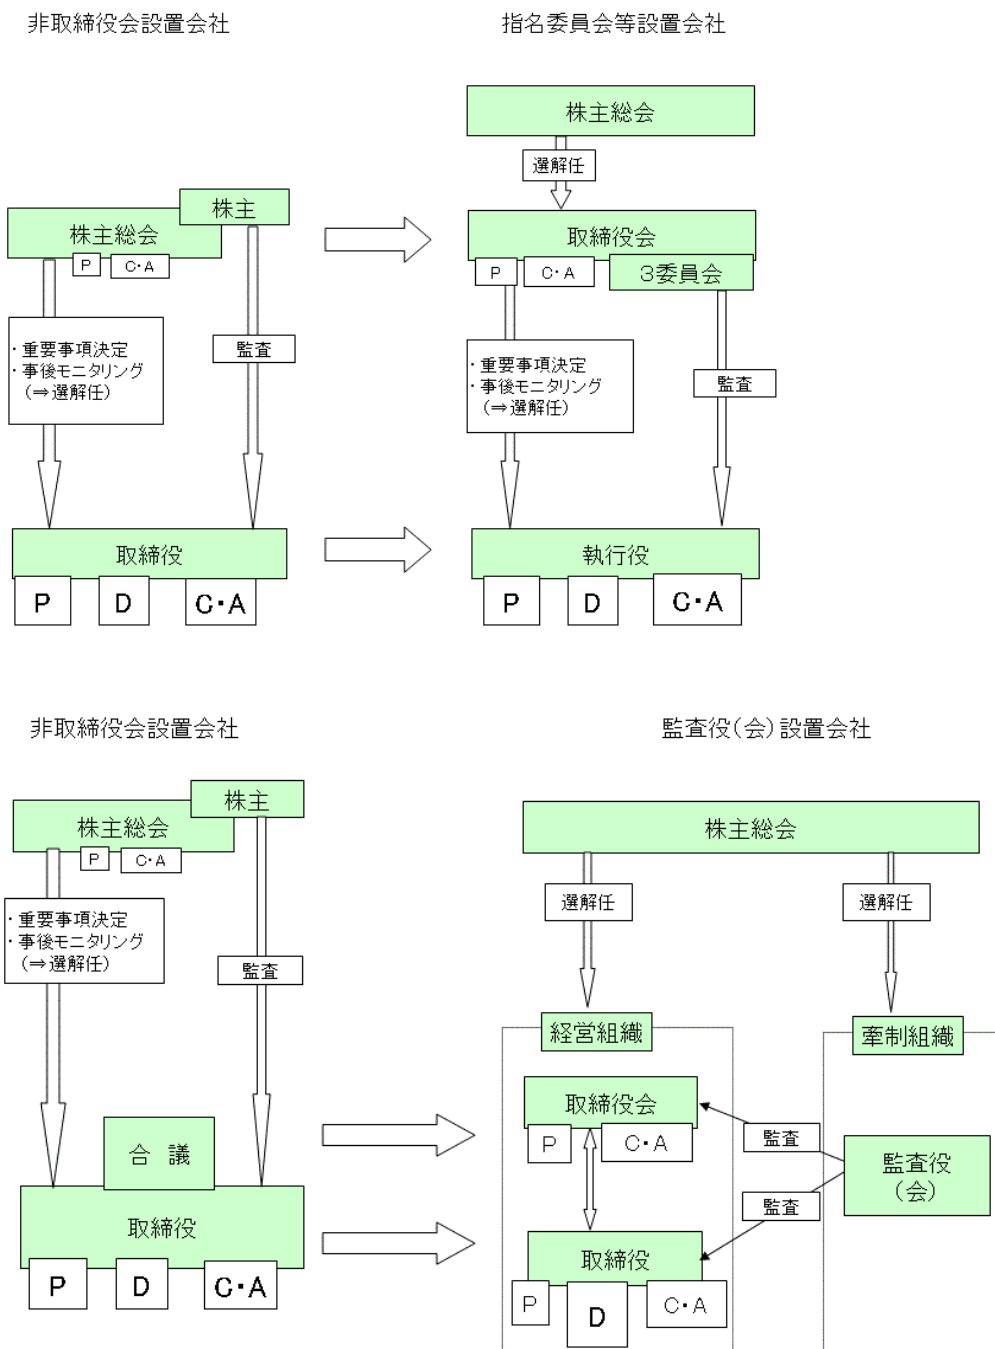 非取締役会設置会社
指名委員会等設置会社
株主
株主総会
P
C・A
・重要事項決定
・事後モニタリング
(⇒選解任)
監査
取締役
P
D
C・A
株主総会
選解任
取締役会
P
C・A
3委員会
・重要事項決定
・事後モニタリング
(⇒選解任)
監査
執行役
P
D
C・A
非取締役会設置会社
監査役(会)設置会社
株主
株主総会
P
C・A
・重要事項決定
・事後モニタリング
(⇒選解任)
監査
合 議
取締役
P
D
C・A
株主総会
選解任
選解任
経営組織
牽制組織
取締役会
P
C・A
監査
監査役
(会)
監査
取締役
P
D
C・A